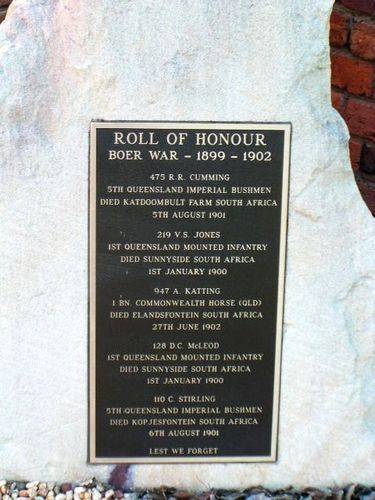 ROLL OF HONOUR
BOER WAR - 1899 - 1902
475 R.R. CUMMING
5TH QUEENSLAND IMPERIAL BUSHMEN
DIED KATDOOMBULT FARM SOUTH AFRICA
5TH AUGUST 1901
219 V.S. JONES
1ST QUEENSLAND MOUNTED INFANTRY
DIED SUNNYSIDE SOUTH AFRICA
1ST JANUARY 1900
947 A. KATTING
1 BN. COMMONWEALTH HORSE (QLD)
DIED ELANDSFONTEIN SOUTH AFRICA
27TH JUNE 1902
128 D.C. McLEOD
1ST QUEENSLAND MOUNTED INFANTRY
DIED SUNNYSIDE SOUTH AFRICA
1ST JANUARY 1900
110 C. STIRLING
5TH QUEENSLAND IMPERIAL BUSHMEN
DIED KOPJESFONTEIN SOUTH AFRICA
6TH AUGUST 1901
LEST WE FORGET